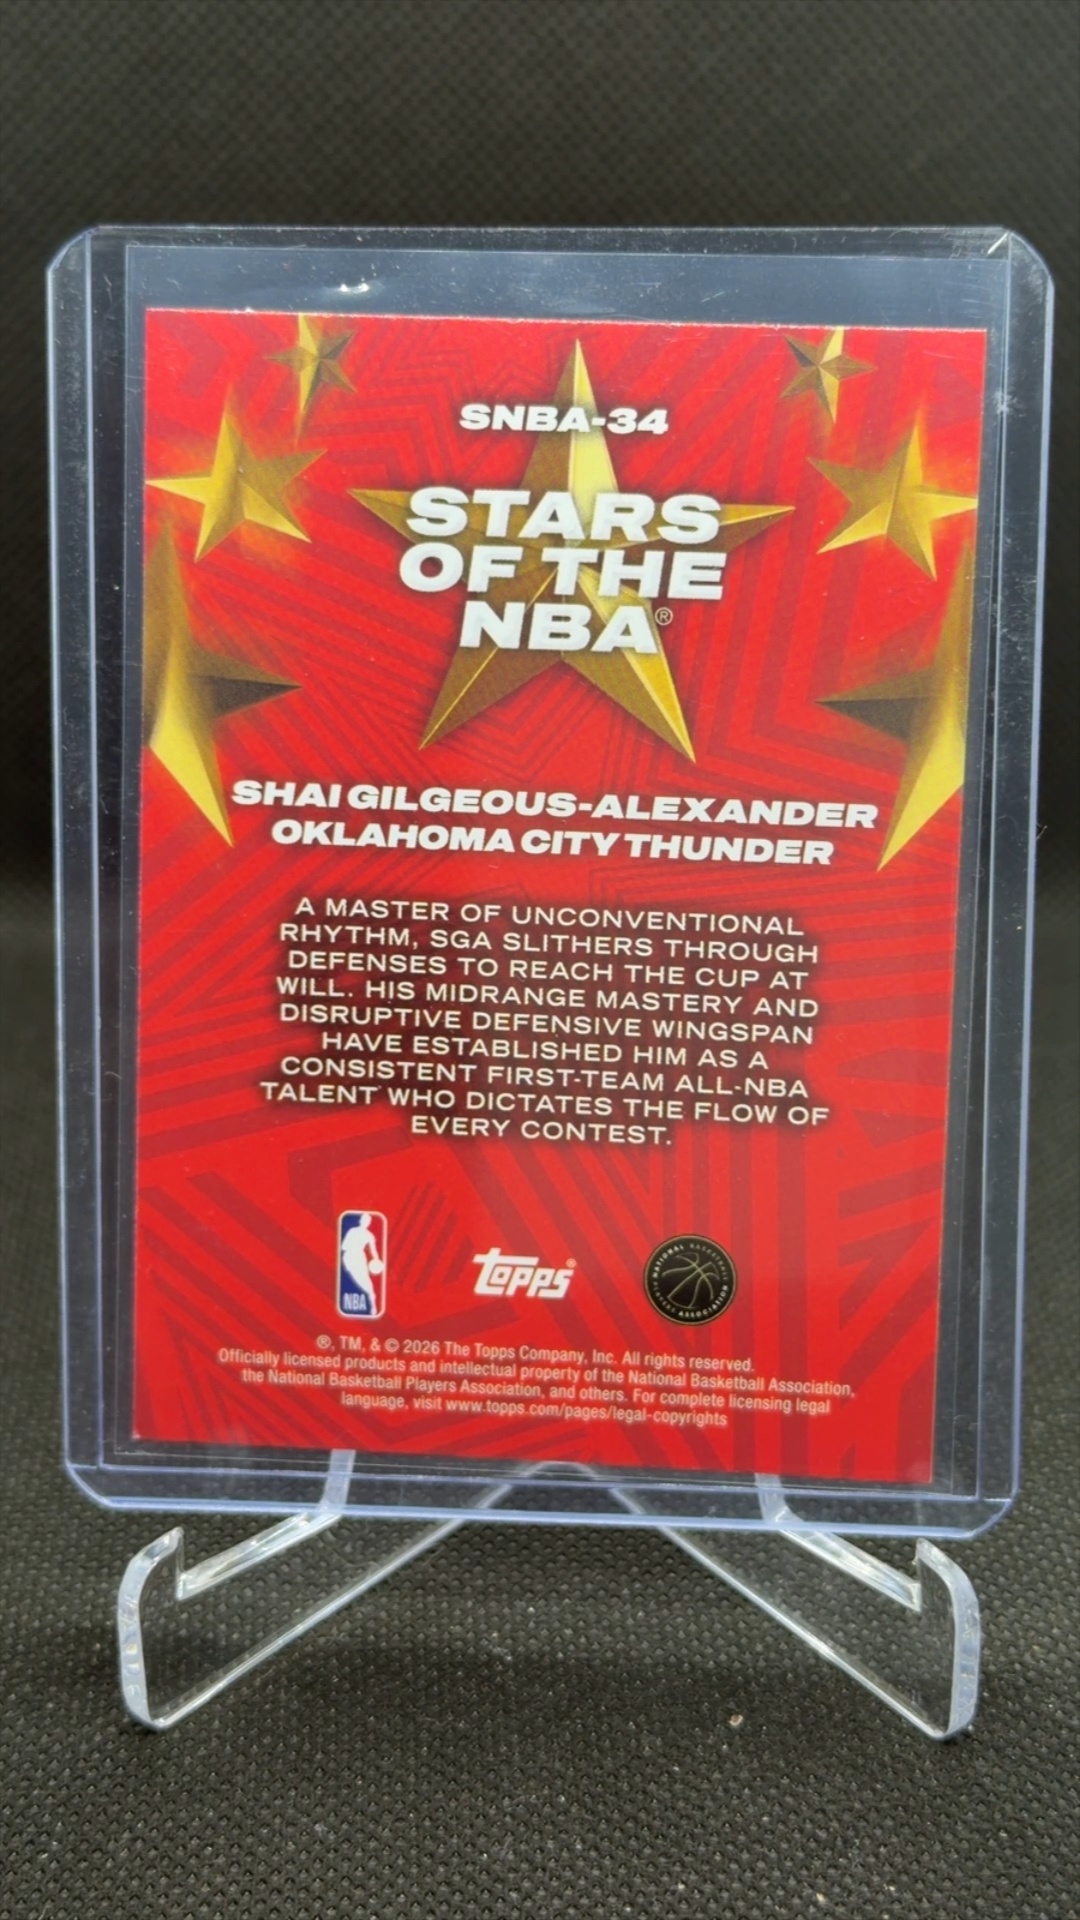 SNBA-34
STARS
OF THE
NBA®
SHAI GILGEOUS-ALEXANDER
OKLAHOMA CITY THUNDER
A MASTER OF UNCONVENTIONAL
RHYTHM, SGA SLITHERS THROUGH
DEFENSES TO REACH THE CUP AT
WILL. HIS MIDRANGE MASTERY AND
DISRUPTIVE DEFENSIVE WINGSPAN
HAVE ESTABLISHED HIM AS A
CONSISTENT FIRST-TEAM ALL-NBA
TALENT WHO DICTATES THE FLOW OF
EVERY CONTEST.
NBA
topps®
NATIONAL BASKETBALL
PLAYERS ASSOCIATION
®, TM, & © 2026 The Topps Company, Inc. All rights reserved.
Officially licensed products and intellectual property of the National Basketball Association,
the National Basketball Players Association, and others. For complete licensing legal
language, visit www.topps.com/pages/legal-copyrights